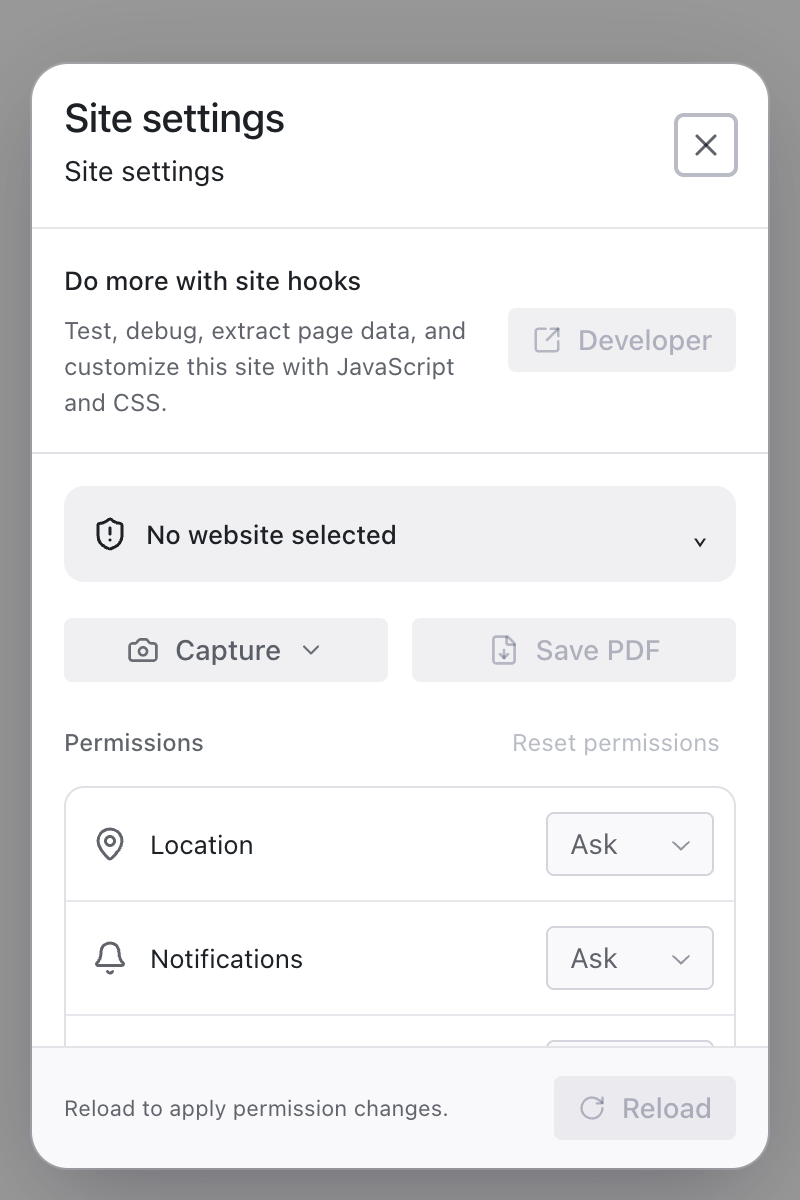 Site settings
Site settings
Do more with site hooks
Test, debug, extract page data, and
customize this site with JavaScript
and CSS.
Developer
No website selected
Capture
Save PDF
Permissions
Reset permissions
Location
Ask
Notifications
Ask
Reload to apply permission changes.
Reload